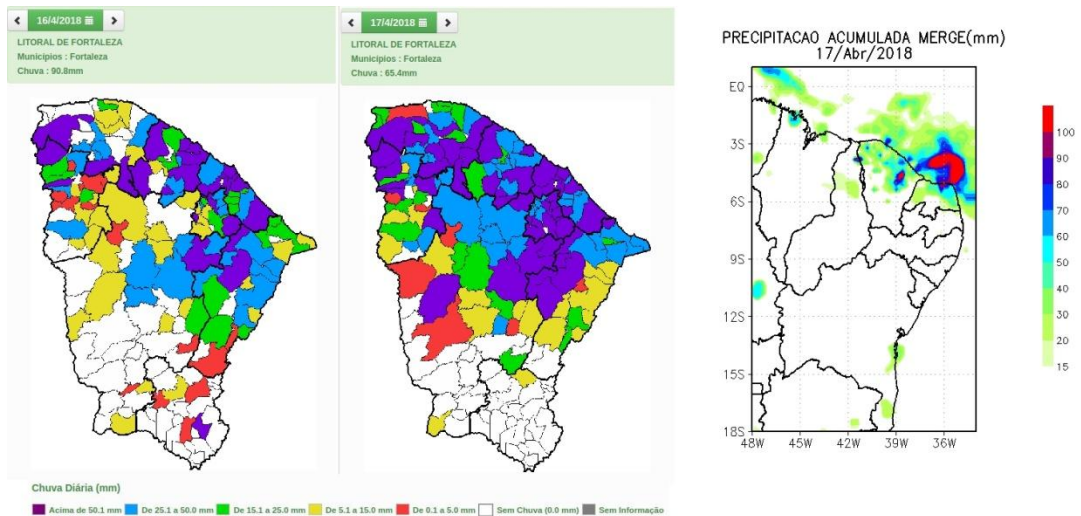 16/4/2018
LITORAL DE FORTALEZA
Municípios : Fortaleza
Chuva : 90.8mm
17/4/2018
LITORAL DE FORTALEZA
Municípios : Fortaleza
Chuva : 65.4mm
Chuva Diária (mm)
Acima de 50.1 mm De 25.1 a 50.0 mm De 15.1 a 25.0 mm De 5.1 a 15.0 mm De 0.1 a 5.0 mm Sem Chuva (0.0 mm) Sem Informação
PRECIPITACAO ACUMULADA MERGE(mm)
17/Abr/2018
EQ
3S
6S
9S
12S
15S
18S
48W 45W 42W 39W 36W
100
90
80
70
60
50
40
30
20
15